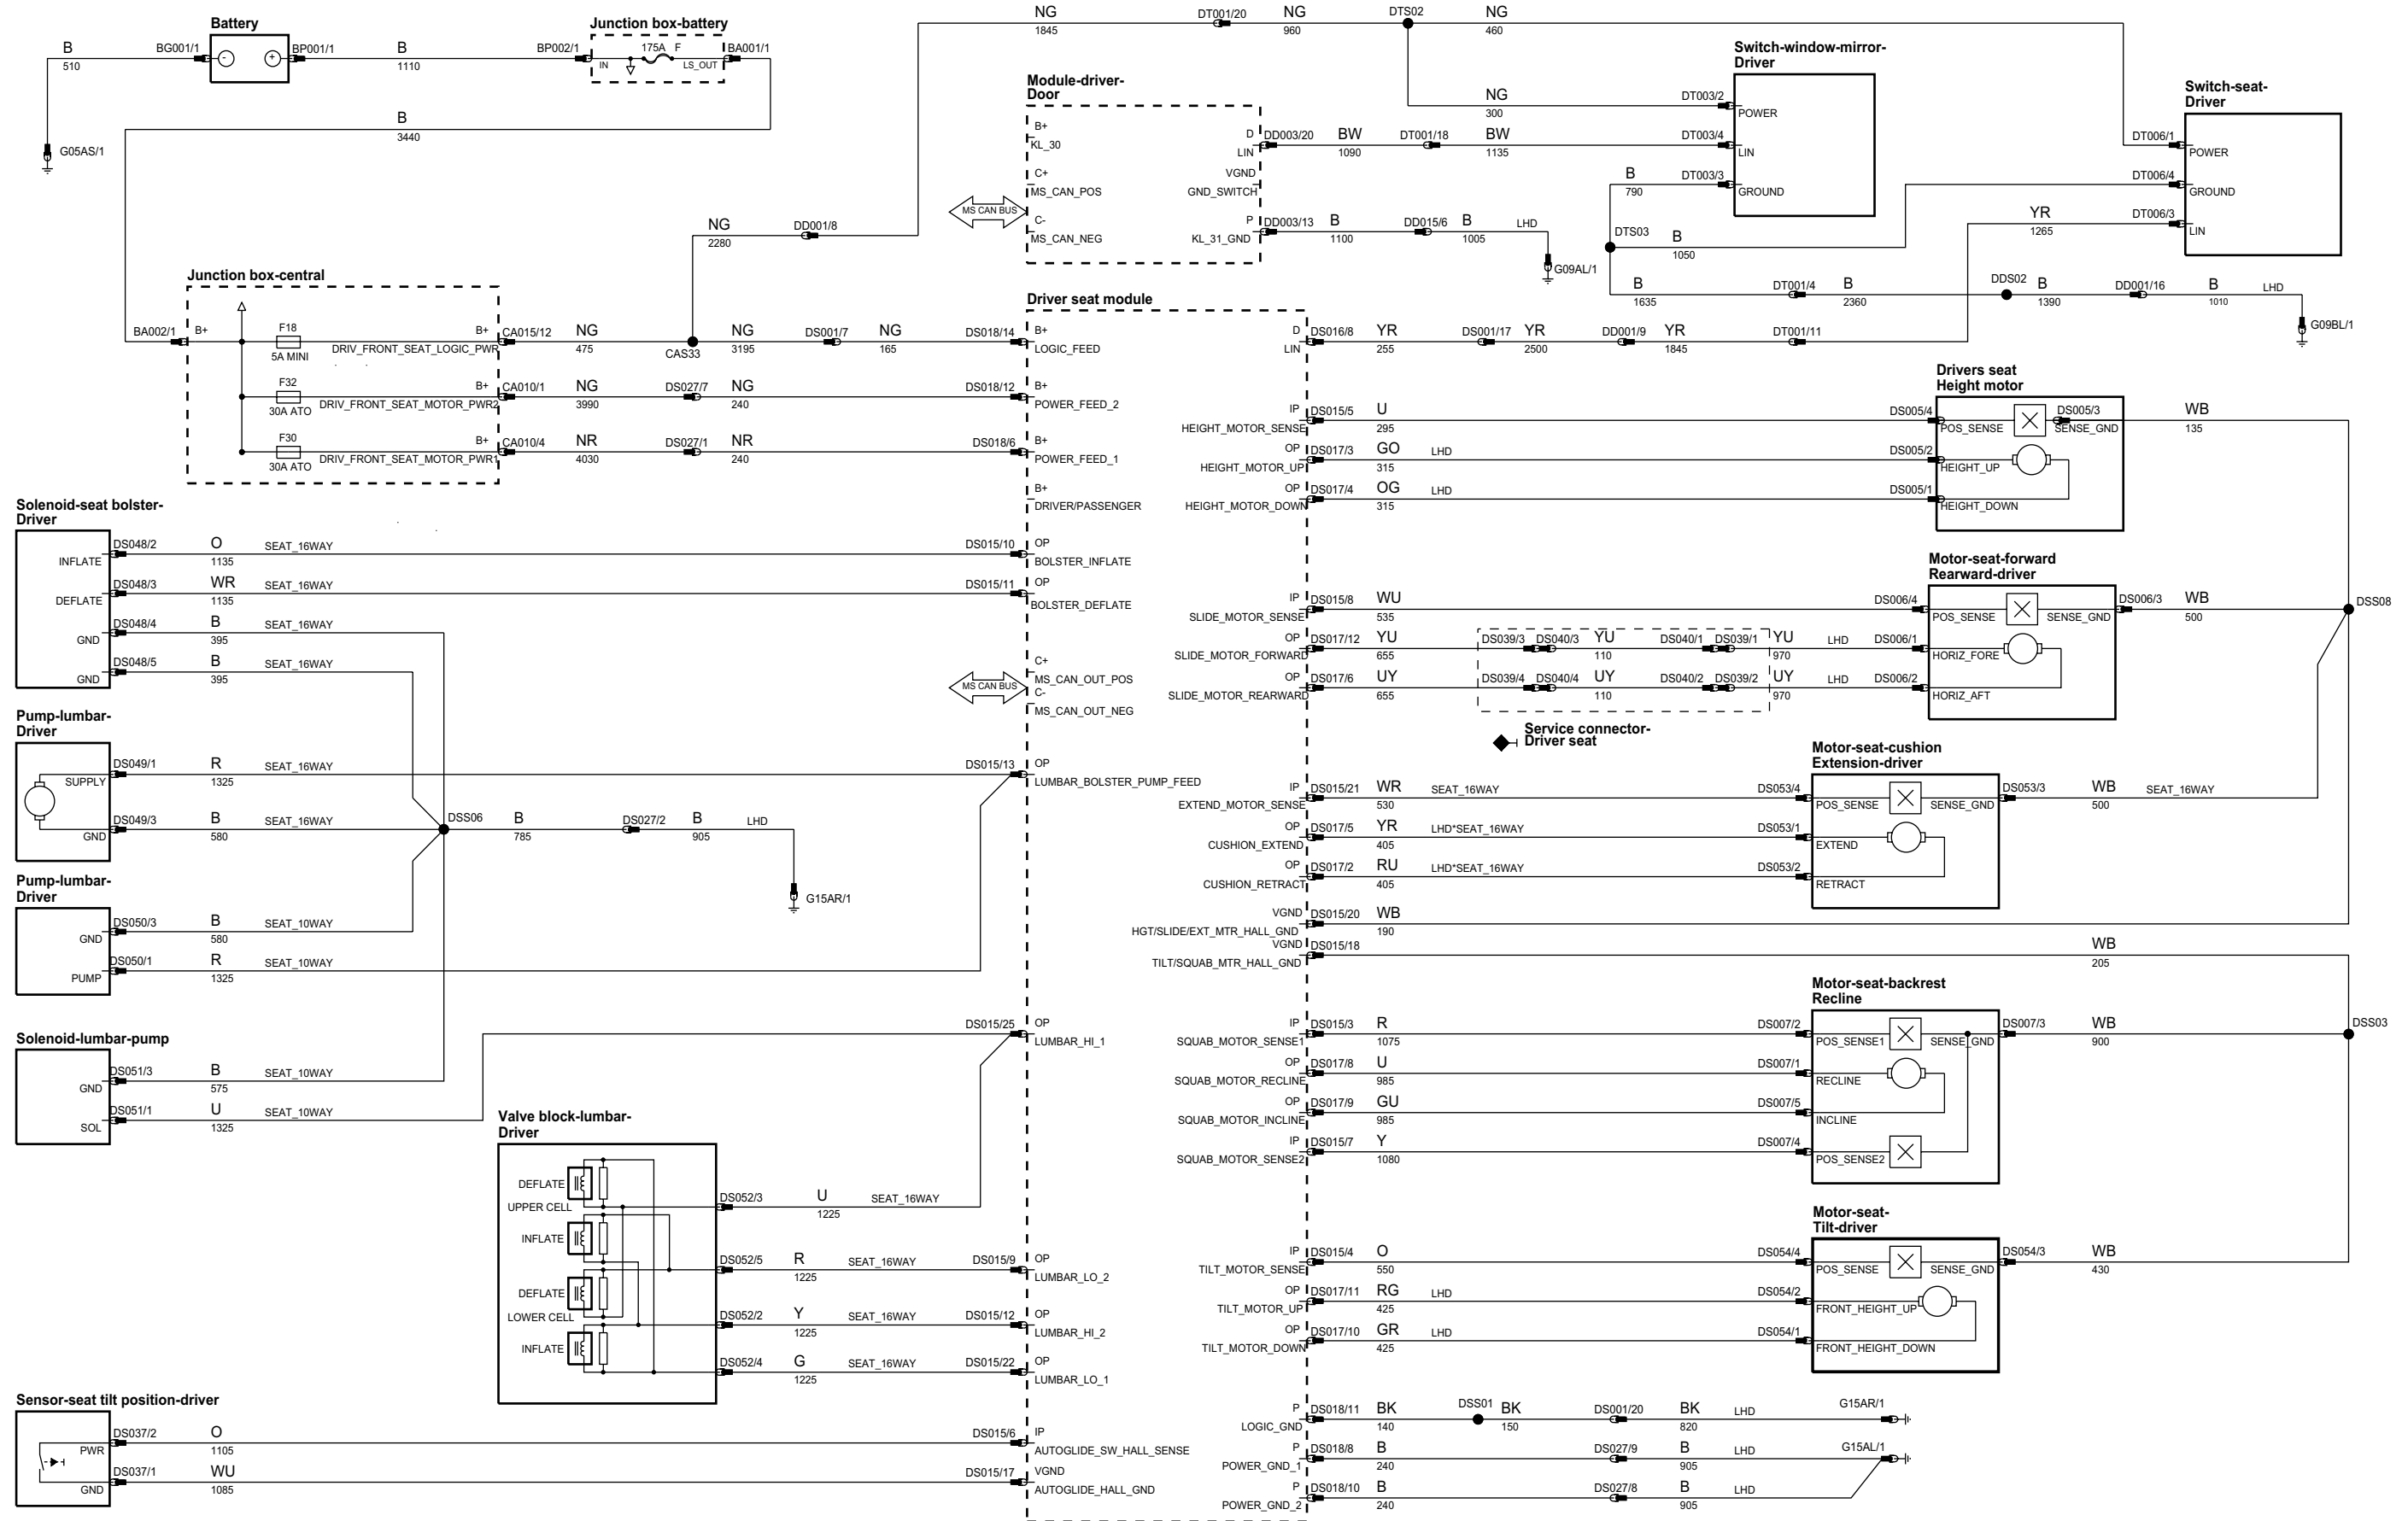 Battery
B
510
BG001/1
-
+
BP001/1
B
1110
G05AS/1
Junction box-battery
BP002/1
IN
175A F
LS_OUT
BA001/1
B
3440
NG
1845
DT001/20
NG
960
DTS02
NG
460
NG
300
Module-driver-
Door
B+
KL_30
C+
MS_CAN_POS
C-
MS_CAN_NEG
MS CAN BUS
D
LIN
VGND
GND_SWITCH
P
KL_31_GND
DD003/20
BW
1090
DT001/18
BW
1135
DD003/13
B
1100
DD015/6
B
1005
LHD
G09AL/1
Switch-window-mirror-
Driver
DT003/2
POWER
DT003/4
LIN
DT003/3
GROUND
B
790
DTS03
B
1050
Switch-seat-
Driver
DT006/1
POWER
DT006/4
GROUND
DT006/3
LIN
YR
1265
B
1635
DT001/4
B
2360
DDS02
B
1390
DD001/16
B
1010
LHD
G09BL/1
NG
2280
DD001/8
Junction box-central
BA002/1
B+
F18
5A MINI
B+
DRIV_FRONT_SEAT_LOGIC_PWR
CA015/12
NG
475
CAS33
NG
3195
DS001/7
NG
165
DS018/14
F32
30A ATO
B+
DRIV_FRONT_SEAT_MOTOR_PWR2
CA010/1
NG
3990
DS027/7
NG
240
DS018/12
F30
30A ATO
B+
DRIV_FRONT_SEAT_MOTOR_PWR1
CA010/4
NR
4030
DS027/1
NR
240
DS018/6
Driver seat module
B+
LOGIC_FEED
B+
POWER_FEED_2
B+
POWER_FEED_1
B+
DRIVER/PASSENGER
D
LIN
DS016/8
YR
255
DS001/17
YR
2500
DD001/9
YR
1845
DT001/11
Drivers seat
Height motor
IP
HEIGHT_MOTOR_SENSE
DS015/5
U
295
DS005/4
POS_SENSE
DS005/3
SENSE_GND
WB
135
OP
HEIGHT_MOTOR_UP
DS017/3
GO
315
LHD
DS005/2
HEIGHT_UP
OP
HEIGHT_MOTOR_DOWN
DS017/4
OG
315
LHD
DS005/1
HEIGHT_DOWN
Solenoid-seat bolster-
Driver
INFLATE
DS048/2
O
1135
SEAT_16WAY
DS015/10
OP
BOLSTER_INFLATE
DEFLATE
DS048/3
WR
1135
SEAT_16WAY
DS015/11
OP
BOLSTER_DEFLATE
GND
DS048/4
B
395
SEAT_16WAY
GND
DS048/5
B
395
SEAT_16WAY
MS CAN BUS
C+
MS_CAN_OUT_POS
C-
MS_CAN_OUT_NEG
Motor-seat-forward
Rearward-driver
IP
SLIDE_MOTOR_SENSE
DS015/8
WU
535
DS006/4
POS_SENSE
SENSE_GND
DS006/3
WB
500
DSS08
OP
SLIDE_MOTOR_FORWARD
DS017/12
YU
655
DS039/3
DS040/3
YU
110
DS040/1
DS039/1
YU
970
LHD
DS006/1
HORIZ_FORE
OP
SLIDE_MOTOR_REARWARD
DS017/6
UY
655
DS039/4
DS040/4
UY
110
DS040/2
DS039/2
UY
970
LHD
DS006/2
HORIZ_AFT
Service connector-
Driver seat
Pump-lumbar-
Driver
SUPPLY
DS049/1
R
1325
SEAT_16WAY
DS015/13
OP
LUMBAR_BOLSTER_PUMP_FEED
GND
DS049/3
B
580
SEAT_16WAY
DSS06
B
785
DS027/2
B
905
LHD
G15AR/1
Motor-seat-cushion
Extension-driver
IP
EXTEND_MOTOR_SENSE
DS015/21
WR
530
SEAT_16WAY
DS053/4
POS_SENSE
SENSE_GND
DS053/3
WB
500
SEAT_16WAY
OP
CUSHION_EXTEND
DS017/5
YR
405
LHD*SEAT_16WAY
DS053/1
EXTEND
OP
CUSHION_RETRACT
DS017/2
RU
405
LHD*SEAT_16WAY
DS053/2
RETRACT
Pump-lumbar-
Driver
GND
DS050/3
B
580
SEAT_10WAY
PUMP
DS050/1
R
1325
SEAT_10WAY
VGND
HGT/SLIDE/EXT_MTR_HALL_GND
DS015/20
WB
190
VGND
TILT/SQUAB_MTR_HALL_GND
DS015/18
WB
205
Solenoid-lumbar-pump
GND
DS051/3
B
575
SEAT_10WAY
SOL
DS051/1
U
1325
SEAT_10WAY
DS015/25
OP
LUMBAR_HI_1
Motor-seat-backrest
Recline
IP
SQUAB_MOTOR_SENSE1
DS015/3
R
1075
DS007/2
POS_SENSE1
SENSE_GND
DS007/3
WB
900
DSS03
OP
SQUAB_MOTOR_RECLINE
DS017/8
U
985
DS007/1
RECLINE
OP
SQUAB_MOTOR_INCLINE
DS017/9
GU
985
DS007/5
INCLINE
IP
SQUAB_MOTOR_SENSE2
DS015/7
Y
1080
DS007/4
POS_SENSE2
Valve block-lumbar-
Driver
DEFLATE
UPPER CELL
INFLATE
DEFLATE
LOWER CELL
INFLATE
DS052/3
U
1225
SEAT_16WAY
DS052/5
R
1225
SEAT_16WAY
DS015/9
OP
LUMBAR_LO_2
DS052/2
Y
1225
SEAT_16WAY
DS015/12
OP
LUMBAR_HI_2
DS052/4
G
1225
SEAT_16WAY
DS015/22
OP
LUMBAR_LO_1
Motor-seat-
Tilt-driver
IP
TILT_MOTOR_SENSE
DS015/4
O
550
DS054/4
POS_SENSE
SENSE_GND
DS054/3
WB
430
OP
TILT_MOTOR_UP
DS017/11
RG
425
LHD
DS054/2
FRONT_HEIGHT_UP
OP
TILT_MOTOR_DOWN
DS017/10
GR
425
LHD
DS054/1
FRONT_HEIGHT_DOWN
Sensor-seat tilt position-driver
PWR
DS037/2
O
1105
DS015/6
IP
AUTOGLIDE_SW_HALL_SENSE
GND
DS037/1
WU
1085
DS015/17
VGND
AUTOGLIDE_HALL_GND
P
LOGIC_GND
DS018/11
BK
140
DSS01
BK
150
DS001/20
BK
820
LHD
G15AR/1
P
POWER_GND_1
DS018/8
B
240
DS027/9
B
905
LHD
G15AL/1
P
POWER_GND_2
DS018/10
B
240
DS027/8
B
905
LHD